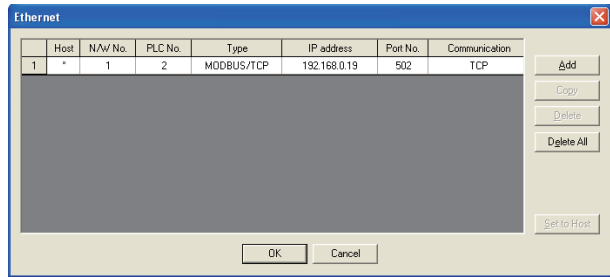 Ethernet
Host N/W No. PLC No. Type IP address Port No. Communication
1 * 1 2 MODBUS/TCP 192.168.0.19 502 TCP
Add
Copy
Delete
Delete All
Set to Host
OK Cancel